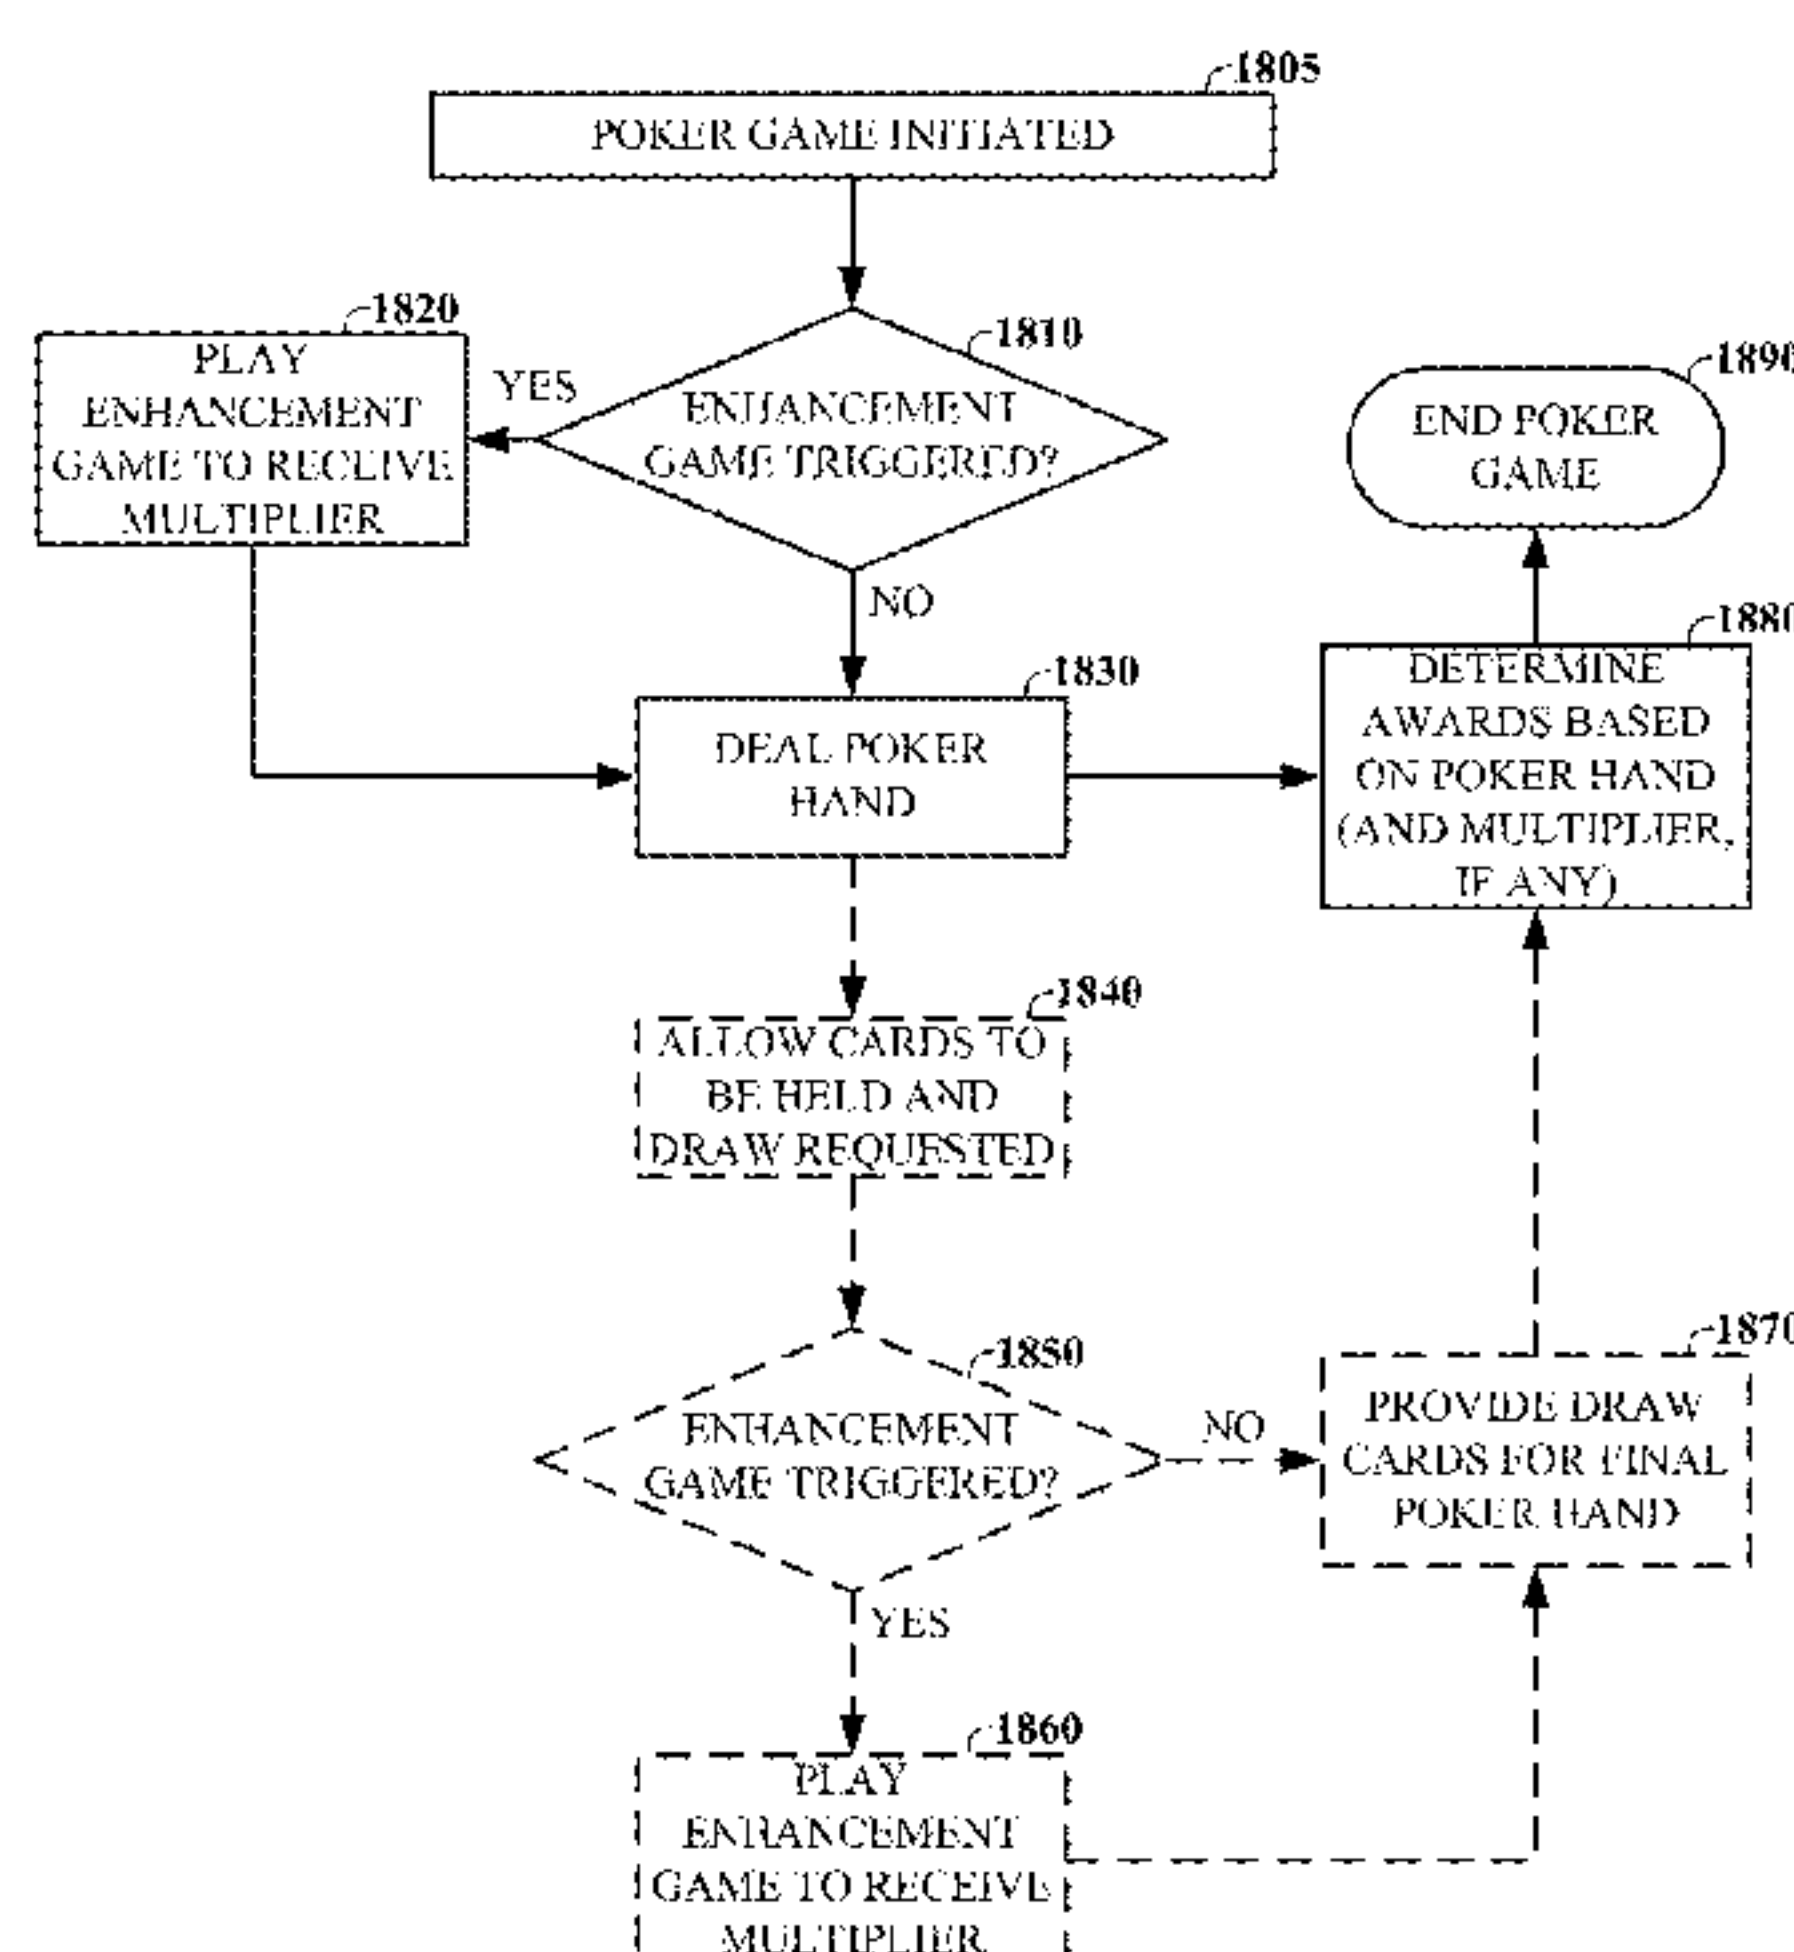 1805
POKER GAME INITIATED
1820
PLAY
ENHANCEMENT
GAME TO RECEIVE
MULTIPLIER
YES
1810
ENHANCEMENT
GAME TRIGGERED?
NO
1890
END POKER
GAME
1830
DEAL POKER
HAND
1880
DETERMINE
AWARDS BASED
ON POKER HAND
(AND MULTIPLIER,
IF ANY)
1840
ALLOW CARDS TO
BE HELD AND
DRAW REQUESTED
1850
ENHANCEMENT
GAME TRIGGERED?
NO
YES
1870
PROVIDE DRAW
CARDS FOR FINAL
POKER HAND
1860
PLAY
ENHANCEMENT
GAME TO RECEIVE
MULTIPLIER